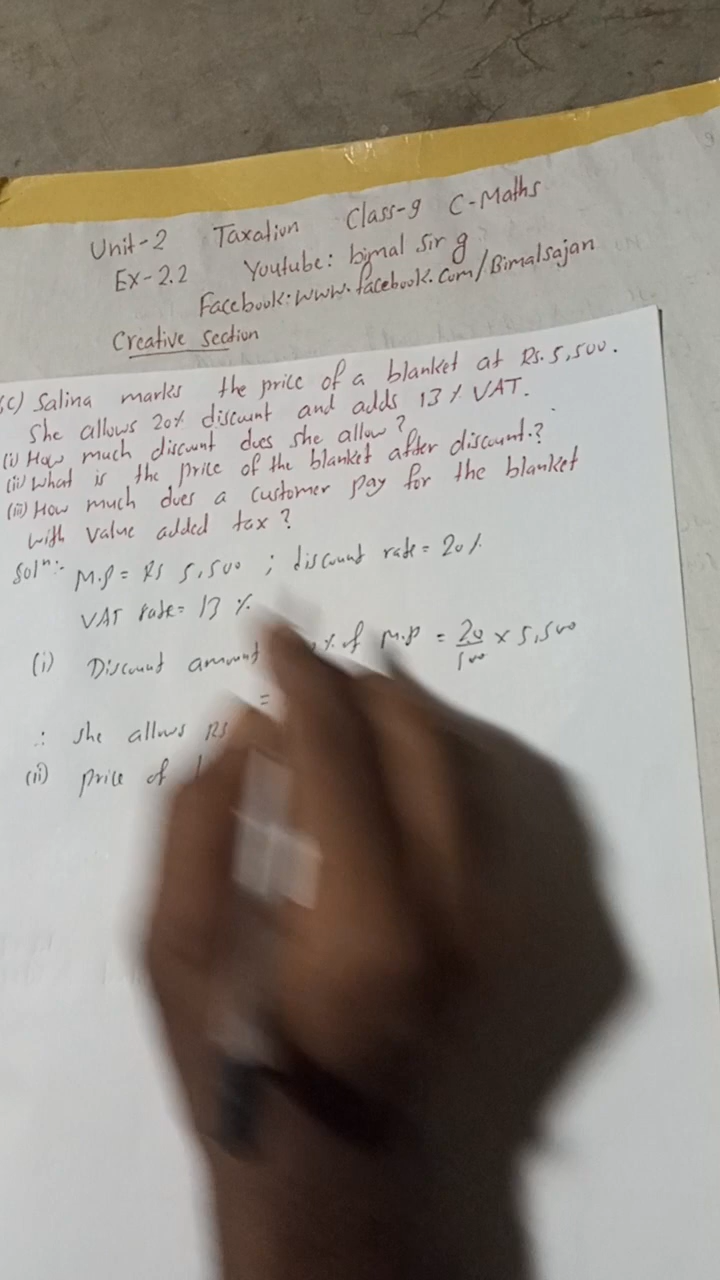 Unit-2 Taxation Class-9 C-Maths
Ex-2.2 Youtube: bimal sir g
Facebook:www.facebook.com/Bimalsajan
Creative section
c) Salina marks the price of a blanket at Rs. 5,500.
She allows 20% discount and adds 13% VAT.
(i) How much discount does she allow?
(ii) What is the price of the blanket after discount.?
(iii) How much does a customer pay for the blanket
with value added tax?
Solⁿ:- M.P = Rs 5,500 ; discount rate = 20%
VAT rate = 13 %
(i) Discount amount % of M.P = 20/100 × 5,500
=
∴ she allows Rs
(ii) price of